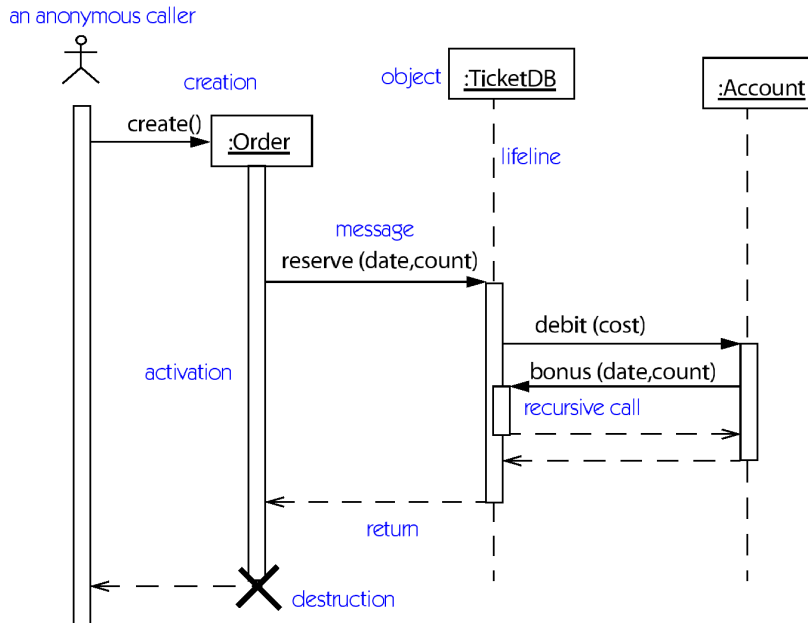 an anonymous caller
creation
object
:TicketDB
:Account
create()
:Order
lifeline
message
reserve (date,count)
debit (cost)
activation
bonus (date,count)
recursive call
return
destruction